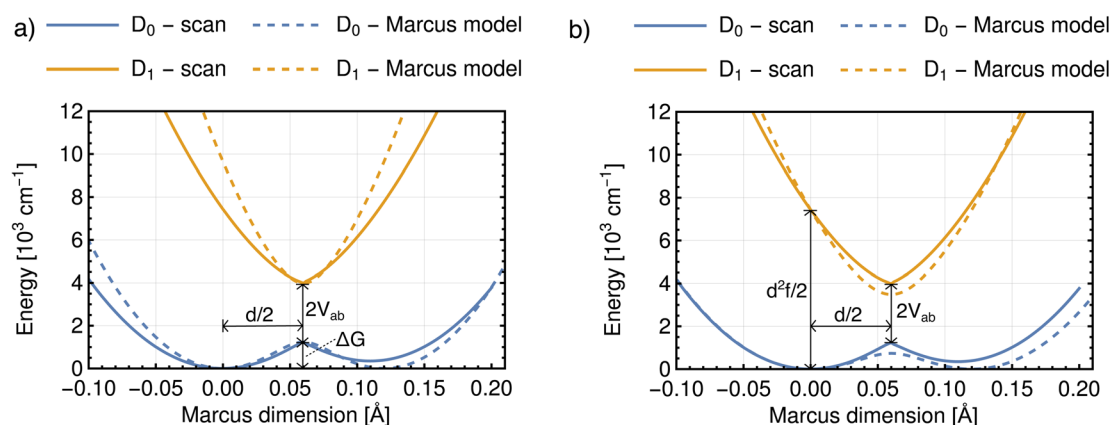 a)
D₀ – scan
D₀ – Marcus model
D₁ – scan
D₁ – Marcus model
Energy [10³ cm⁻¹]
12
10
8
6
4
2
0
d/2
2Vab
ΔG
−0.10
−0.05
0.00
0.05
0.10
0.15
0.20
Marcus dimension [Å]
b)
D₀ – scan
D₀ – Marcus model
D₁ – scan
D₁ – Marcus model
Energy [10³ cm⁻¹]
12
10
8
6
4
2
0
d²f/2
d/2
2Vab
−0.10
−0.05
0.00
0.05
0.10
0.15
0.20
Marcus dimension [Å]